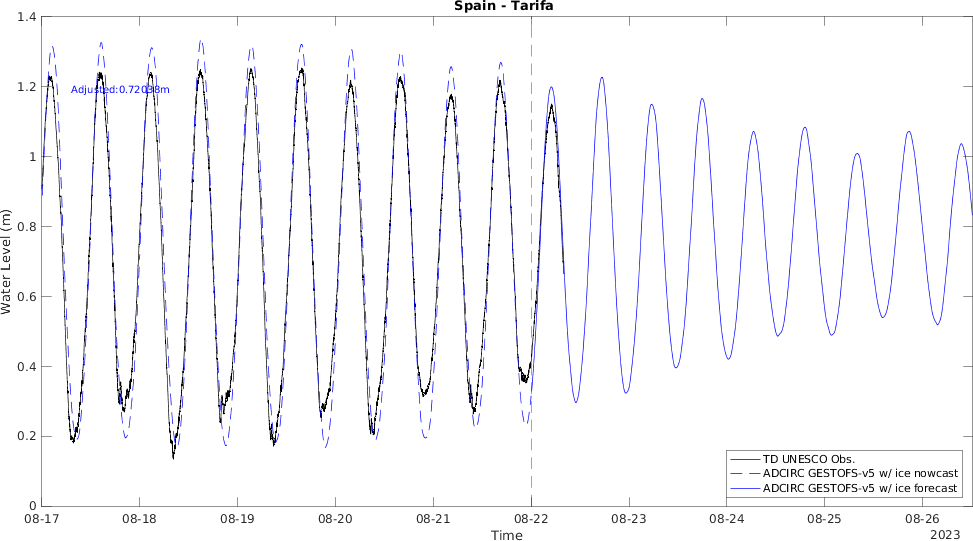 Spain - Tarifa
1.4
1.2
1
0.8
0.6
0.4
0.2
0
Water Level (m)
Adjusted:0.72038m
TD UNESCO Obs.
ADCIRC GESTOFS-v5 w/ ice nowcast
ADCIRC GESTOFS-v5 w/ ice forecast
08-17 08-18 08-19 08-20 08-21 08-22 08-23 08-24 08-25 08-26
Time
2023